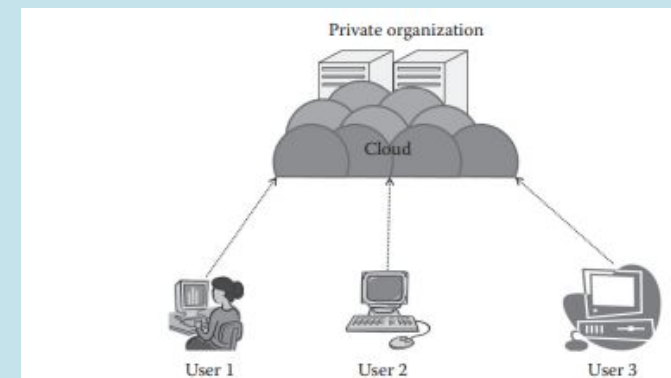 Private organization
Cloud
User 1
User 2
User 3